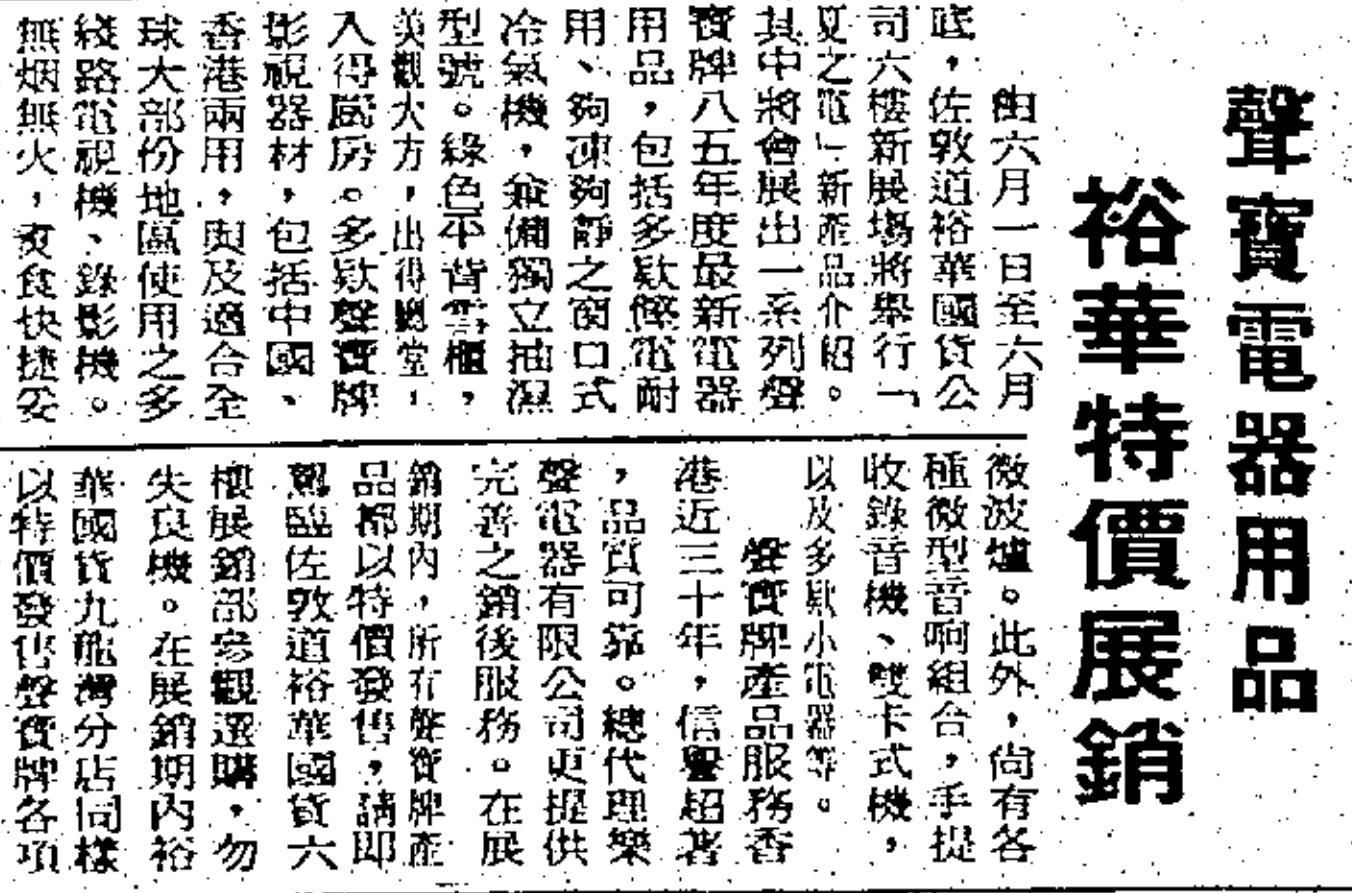 聲寶電器用品
裕華特價展銷
由六月一日至六月
底,佐敦道裕華國貨公
司六樓新展場將舉行「
夏之電」新產品介紹。
其中將會展出一系列聲
寶牌八五年度最新電器
用品,包括多欵慳電耐
用、夠凍夠靜之窗口式
冷氣機,兼備獨立抽濕
型號。綠色平背雪櫃,
美觀大方,出得廳堂,
入得厨房。多欵聲寶牌
影視器材,包括中國、
香港兩用,與及適合全
球大部份地區使用之多
綫路電視機、錄影機。
無烟無火,煮食快捷妥
微波爐。此外,尚有各
種微型音响組合,手提
收錄音機、雙卡式機,
以及多欵小電器等。
聲寶牌產品服務香
港近三十年,信譽超著
,品質可靠。總代理樂
聲電器有限公司更提供
完善之銷後服務。在展
銷期內,所有聲寶牌產
品都以特價發售,請即
駕臨佐敦道裕華國貨六
樓展銷部參觀選購,勿
失良機。在展銷期內裕
華國貨九龍灣分店同樣
以特價發售聲寶牌各項